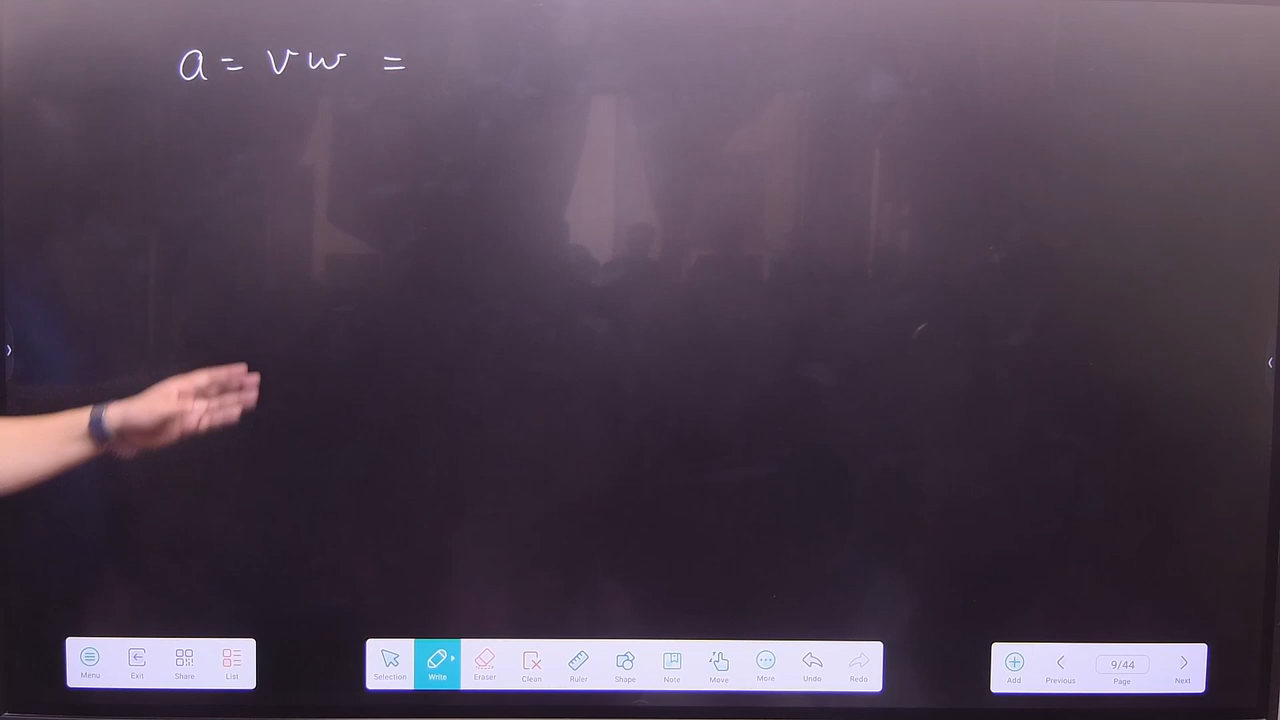 a = v w =
Menu Exit Share List
Selection Write Eraser Clean Ruler Shape Note Move More Undo Redo
Add Previous 9/44 Page Next